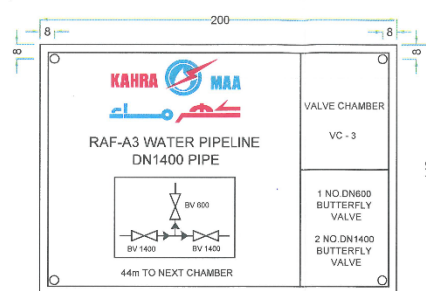 200
8
8
8
8
KAHRA MAA
كهرماء
RAF-A3 WATER PIPELINE
DN1400 PIPE
BV 600
BV 1400
BV 1400
44m TO NEXT CHAMBER
VALVE CHAMBER
VC - 3
1 NO.DN600
BUTTERFLY
VALVE
2 NO.DN1400
BUTTERFLY
VALVE